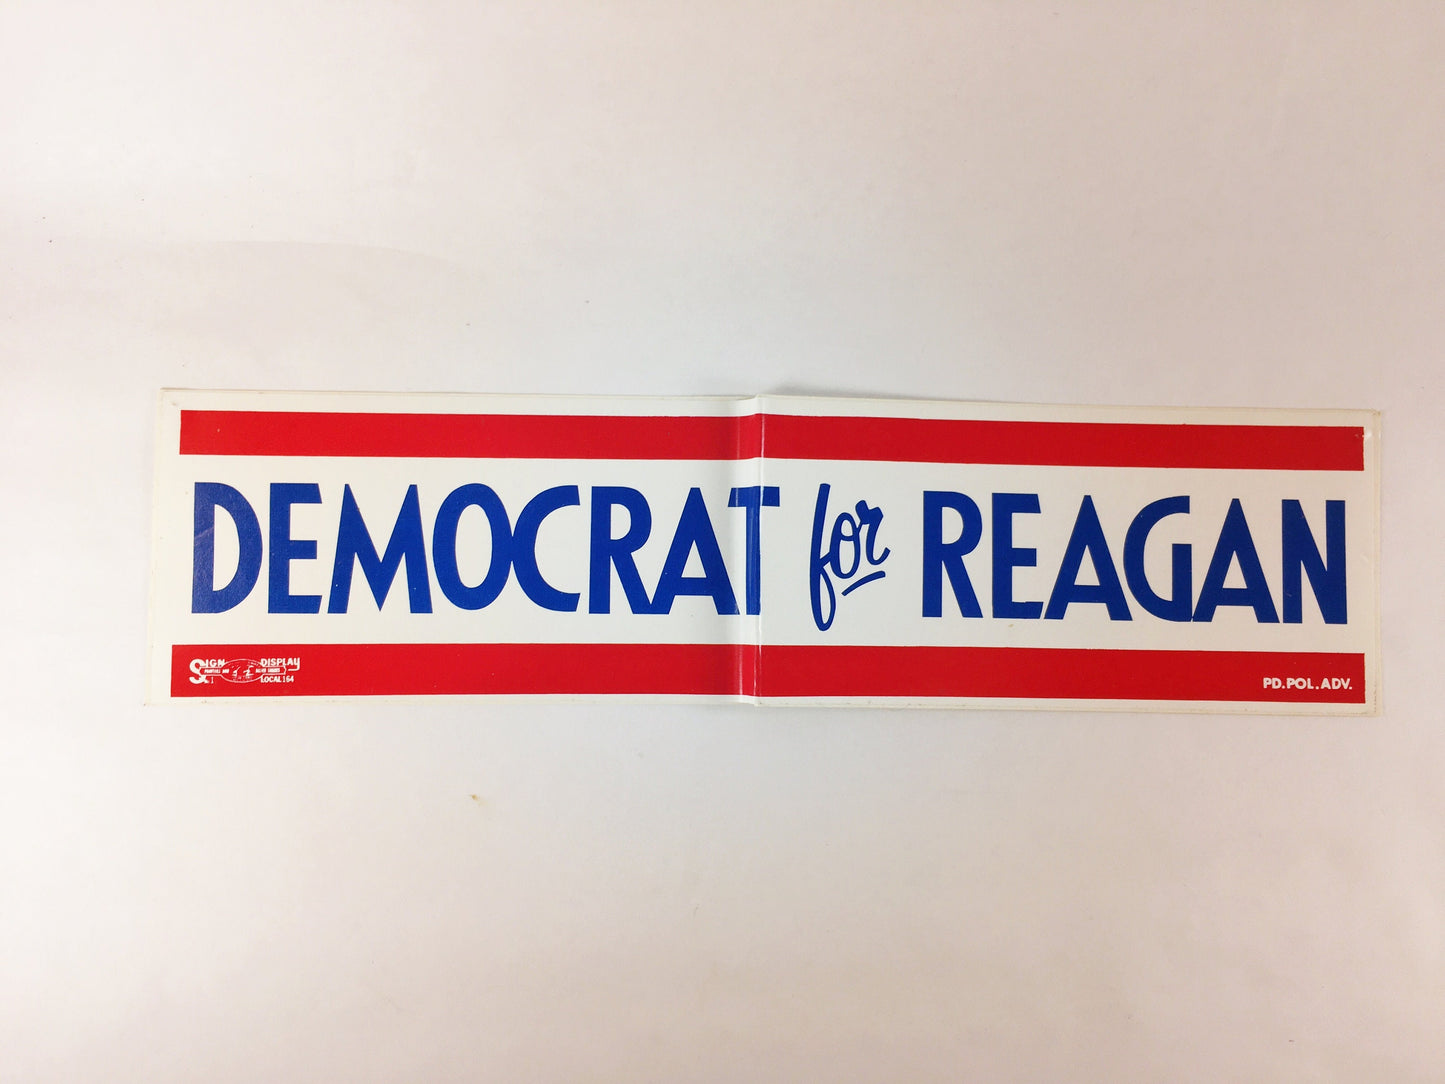 DEMOCRAT for REAGAN
SIGN DISPLAY
LOCAL 164
PD. POL. ADV.